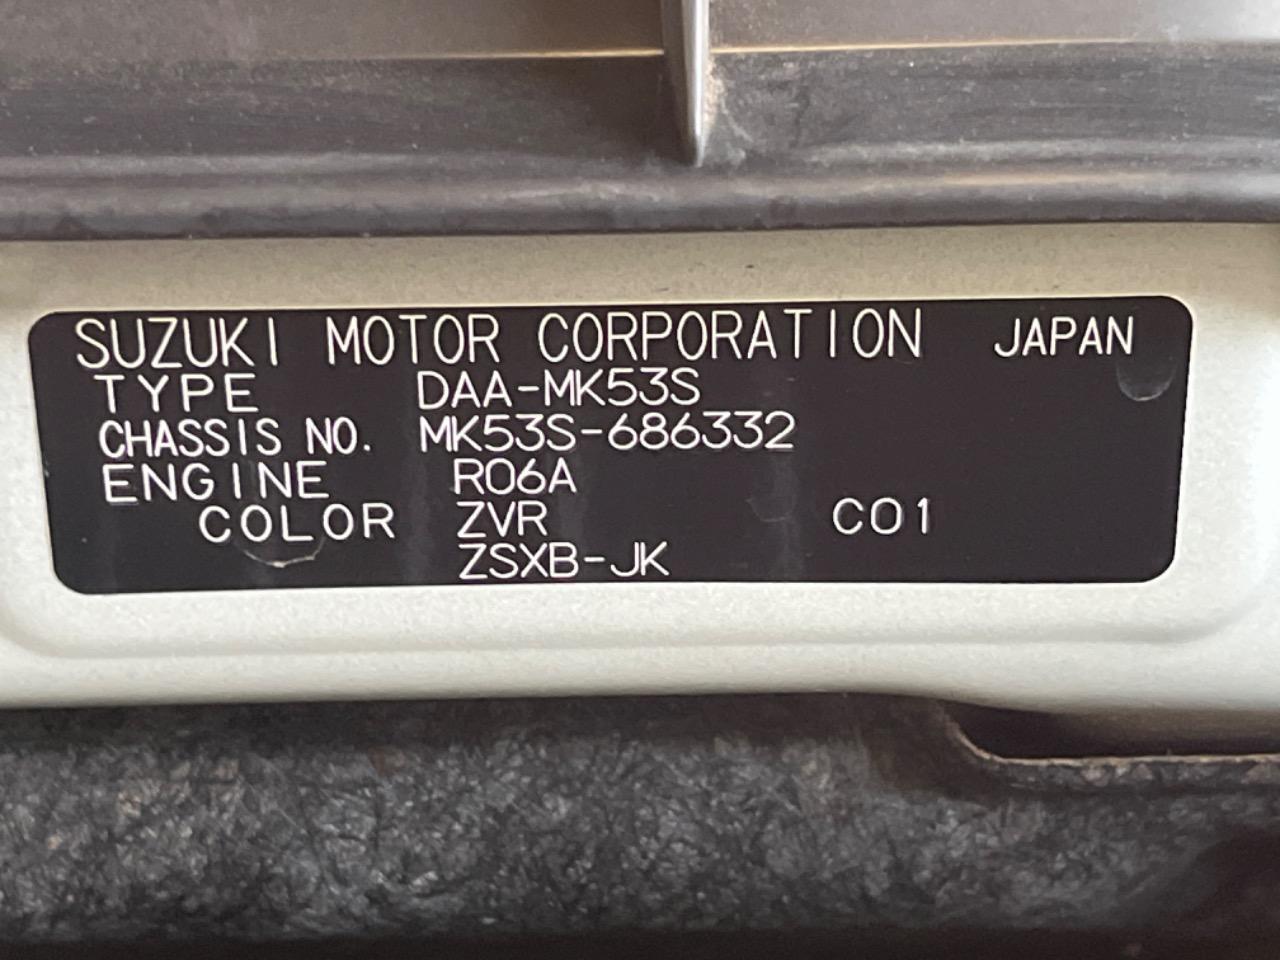 SUZUKI MOTOR CORPORATION JAPAN
TYPE DAA-MK53S
CHASSIS NO. MK53S-686332
ENGINE R06A
COLOR ZVR C01
ZSXB-JK